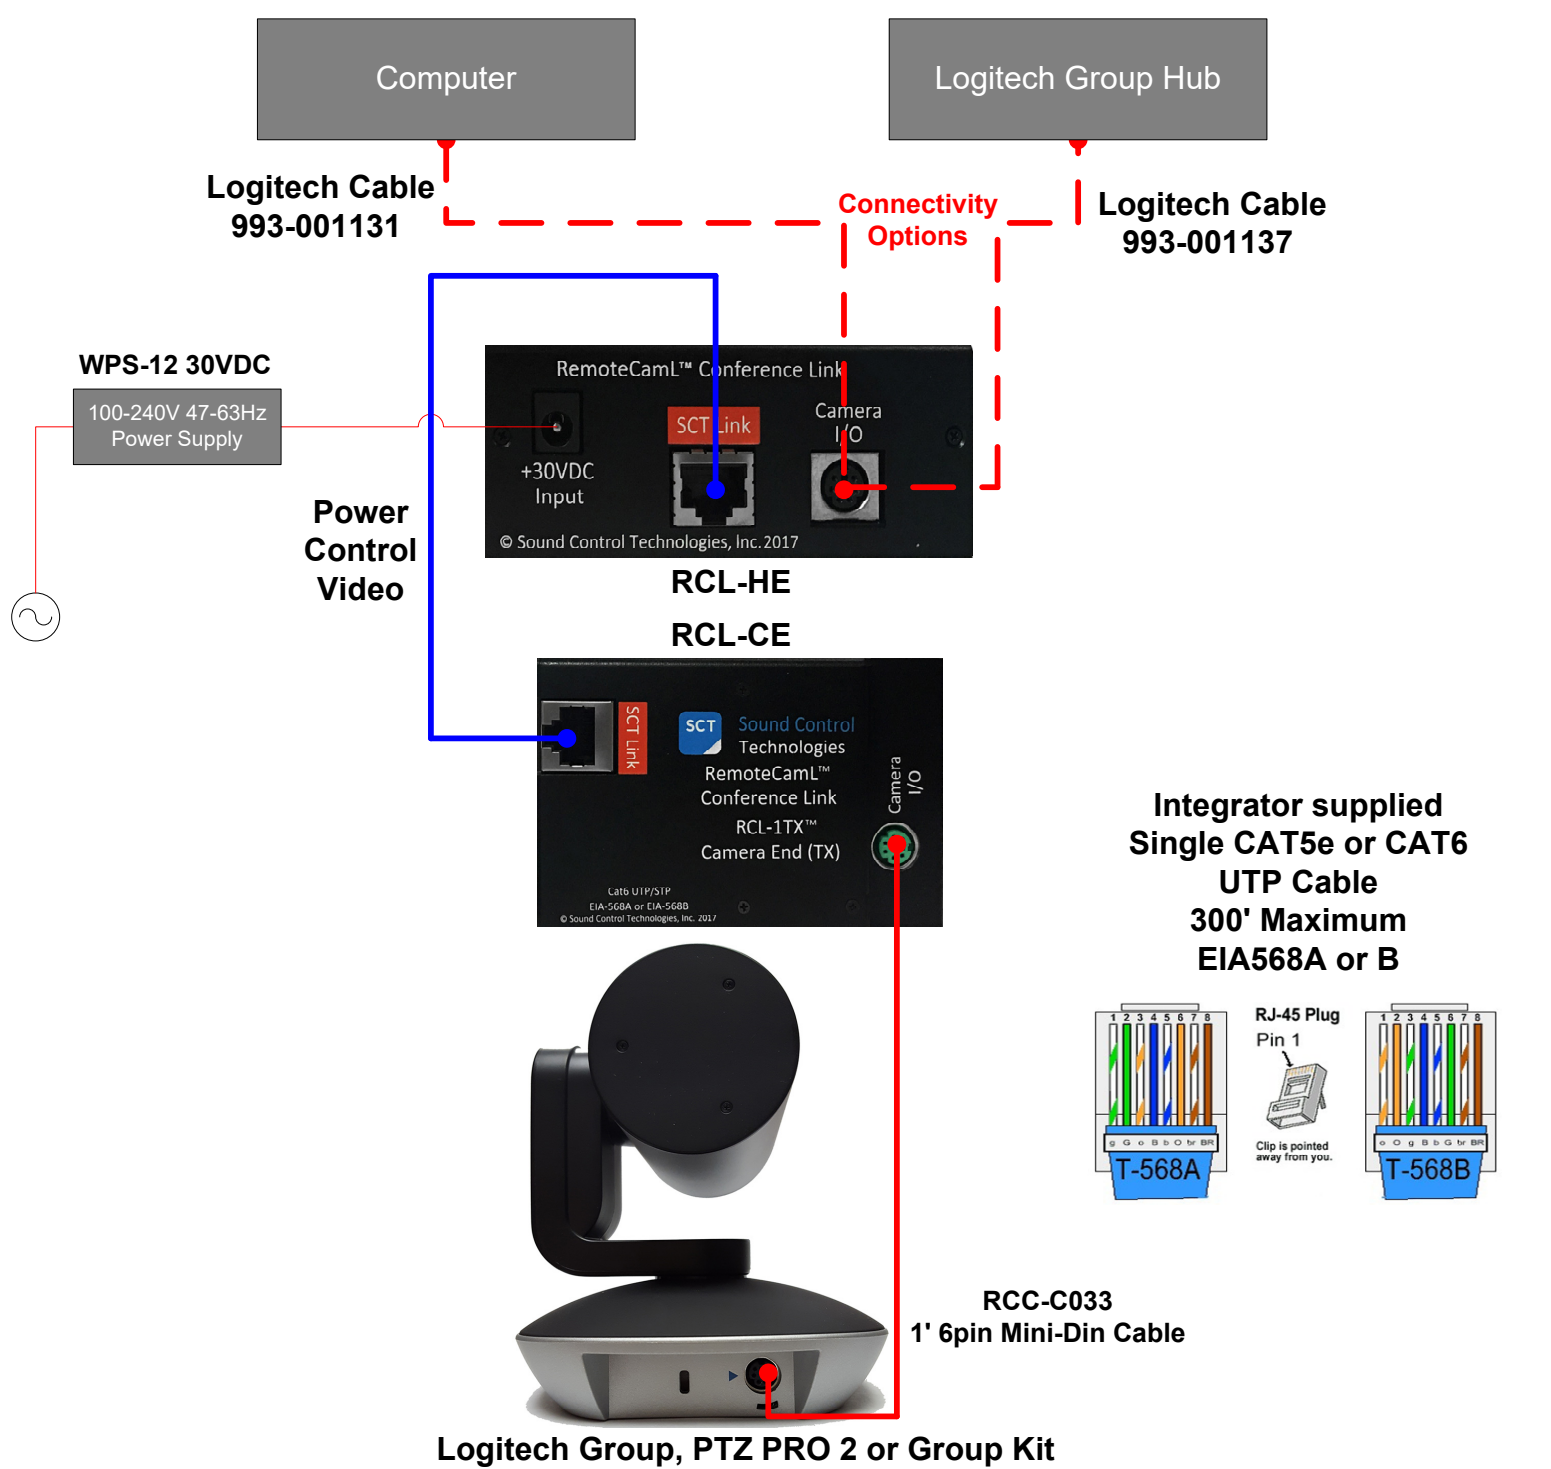 Computer
Logitech Group Hub
Logitech Cable
993-001131
Connectivity
Options
Logitech Cable
993-001137
WPS-12 30VDC
100-240V 47-63Hz
Power Supply
RemoteCamL™ Conference Link
SCT Link
Camera
I/O
+30VDC
Input
© Sound Control Technologies, Inc. 2017
Power
Control
Video
RCL-HE
RCL-CE
SCT Link
SCT
Sound Control
Technologies
RemoteCamL™
Conference Link
RCL-1TX™
Camera End (TX)
Camera
I/O
Cat6 UTP/STP
EIA-568A or EIA-568B
© Sound Control Technologies, Inc. 2017
Integrator supplied
Single CAT5e or CAT6
UTP Cable
300' Maximum
EIA568A or B
1 2 3 4 5 6 7 8
g G o B b O br BR
T-568A
RJ-45 Plug
Pin 1
Clip is pointed
away from you.
1 2 3 4 5 6 7 8
o O g B b G br BR
T-568B
RCC-C033
1' 6pin Mini-Din Cable
Logitech Group, PTZ PRO 2 or Group Kit